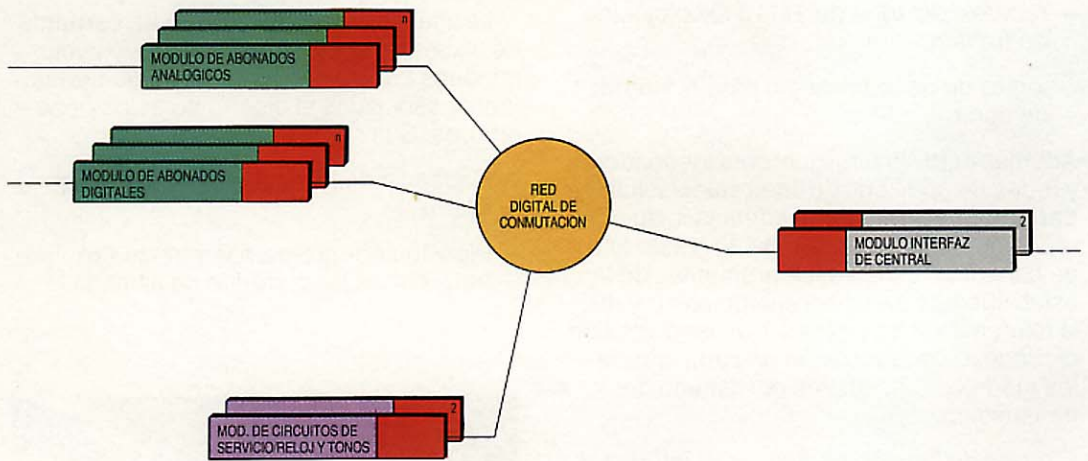 n
MODULO DE ABONADOS
ANALOGICOS
n
MODULO DE ABONADOS
DIGITALES
RED
DIGITAL DE
CONMUTACION
2
MODULO INTERFAZ
DE CENTRAL
2
MOD. DE CIRCUITOS DE
SERVICIO/RELOJ Y TONOS